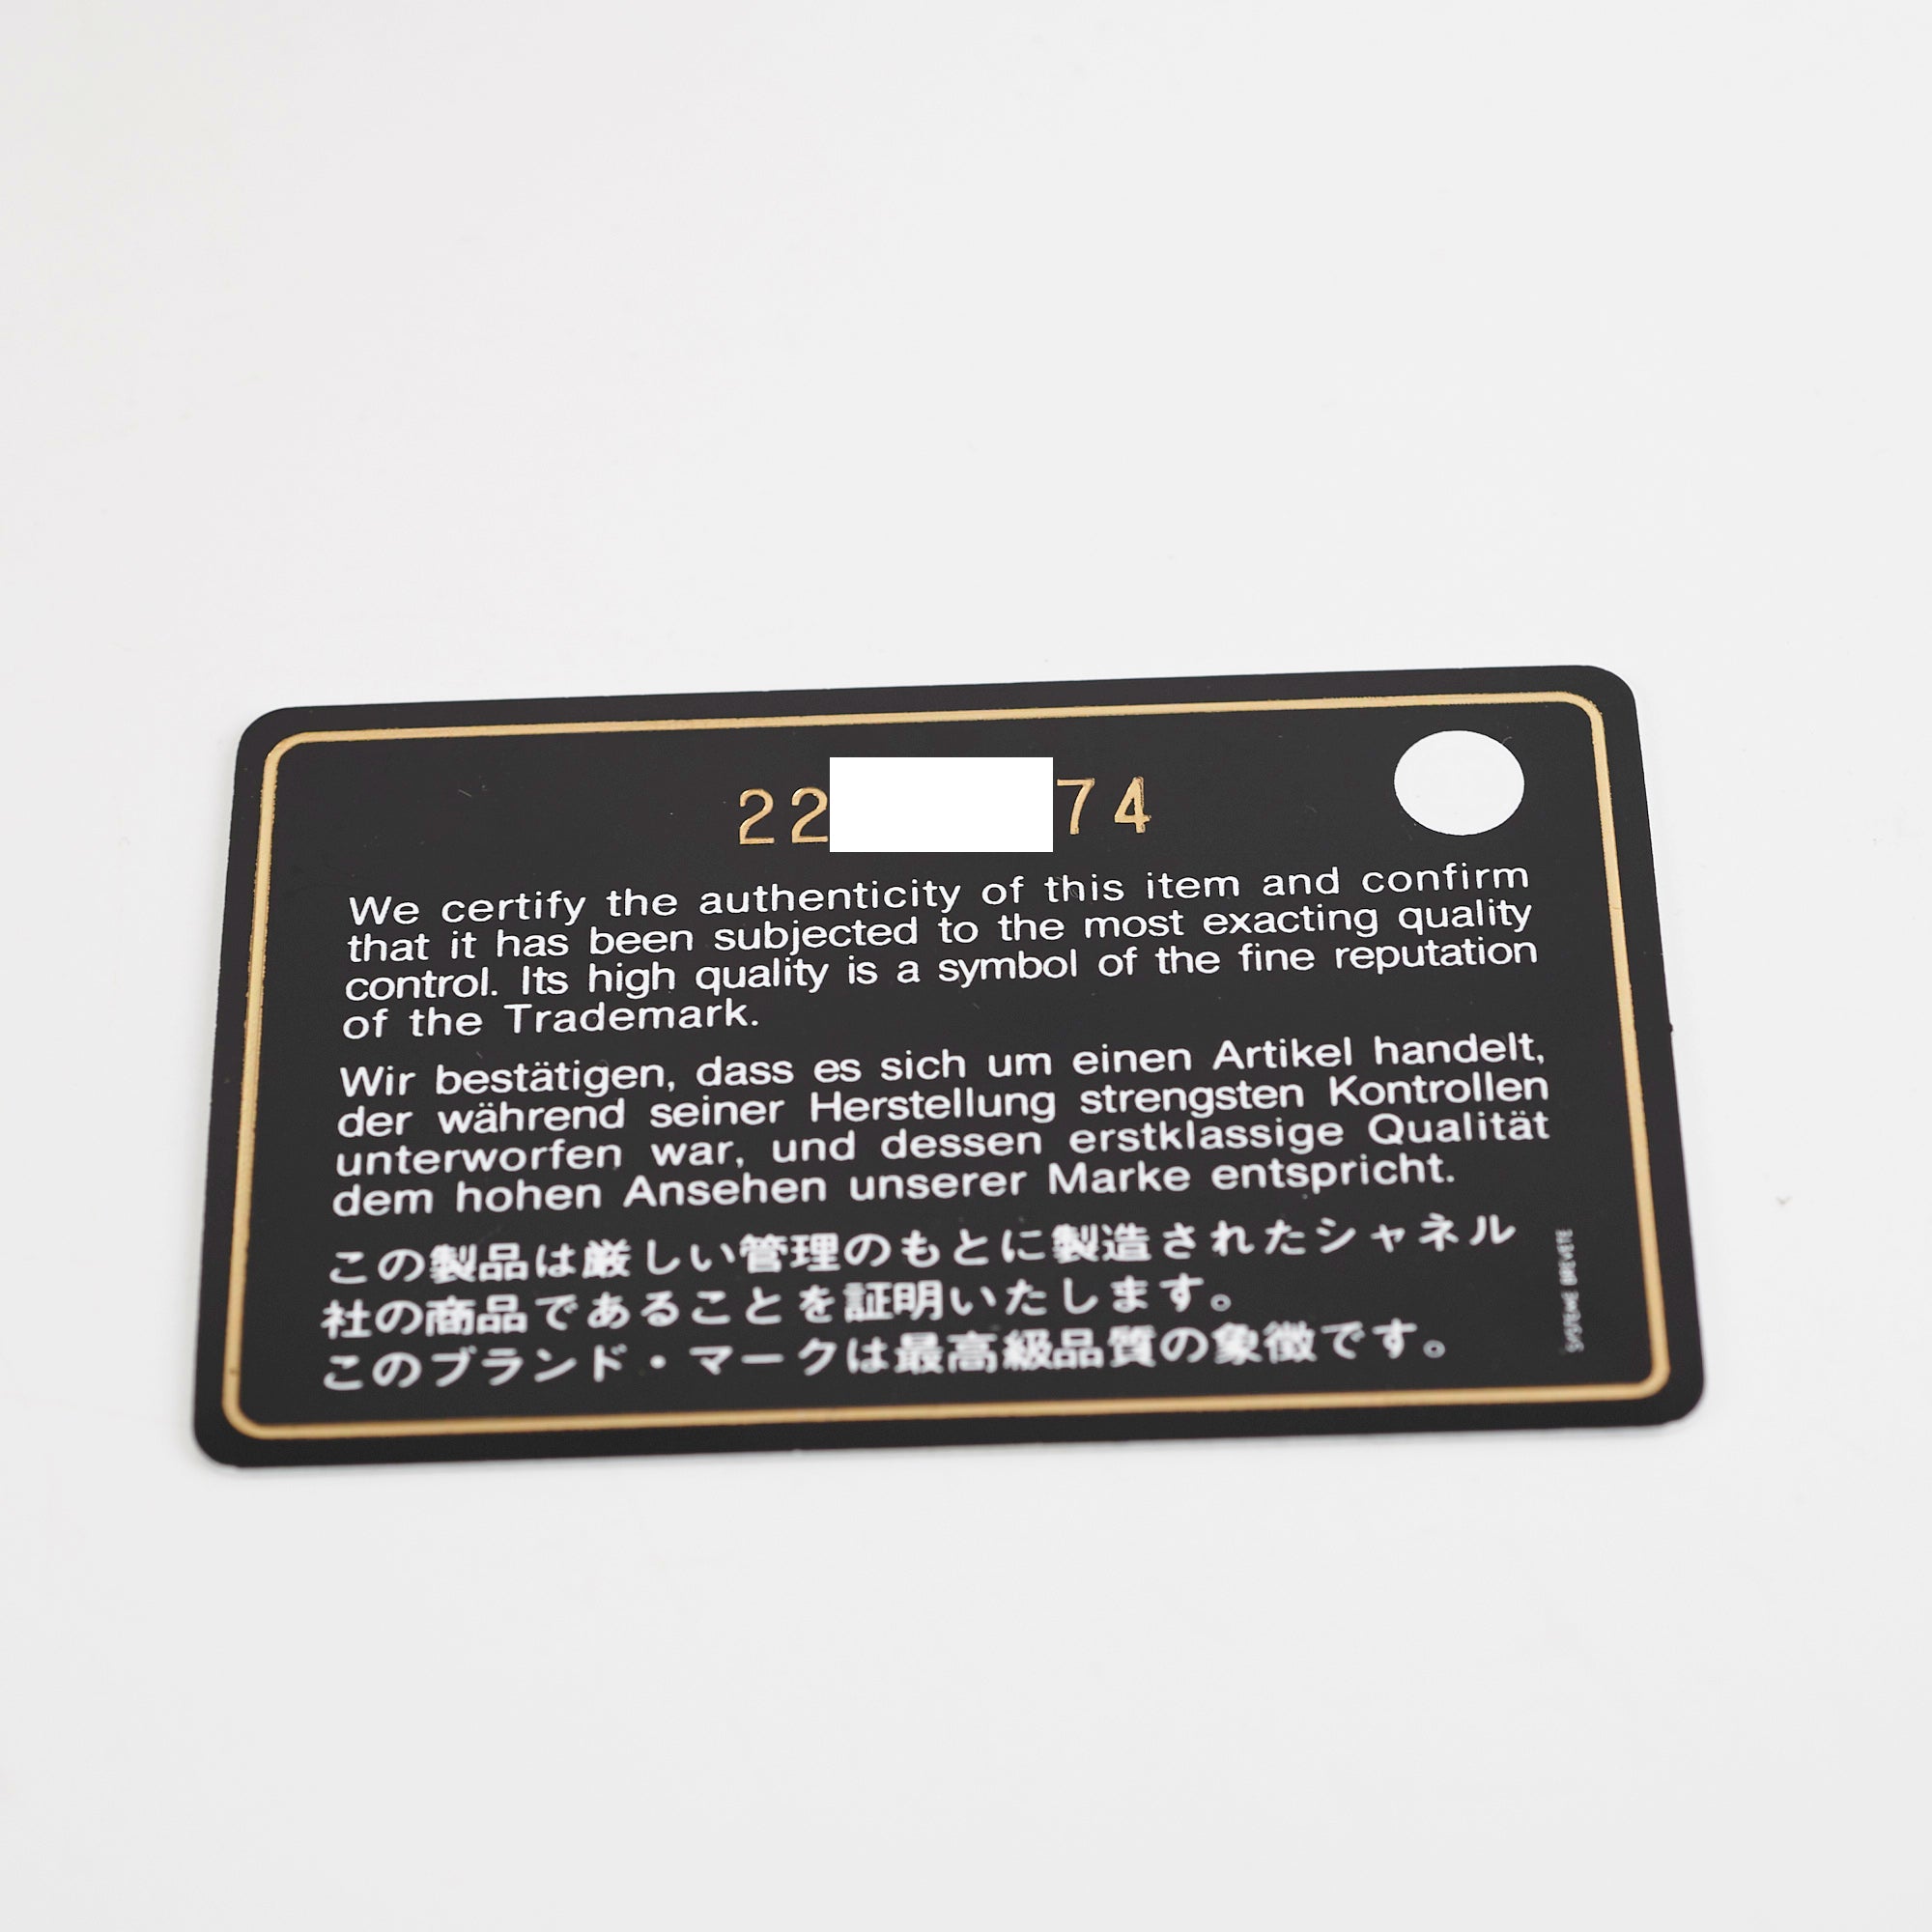 22 74
We certify the authenticity of this item and confirm
that it has been subjected to the most exacting quality
control. Its high quality is a symbol of the fine reputation
of the Trademark.
Wir bestätigen, dass es sich um einen Artikel handelt,
der während seiner Herstellung strengsten Kontrollen
unterworfen war, und dessen erstklassige Qualität
dem hohen Ansehen unserer Marke entspricht.
この製品は厳しい管理のもとに製造されたシャネル
社の商品であることを証明いたします。
このブランド・マークは最高級品質の象徴です。
SYSTEME BREVETE